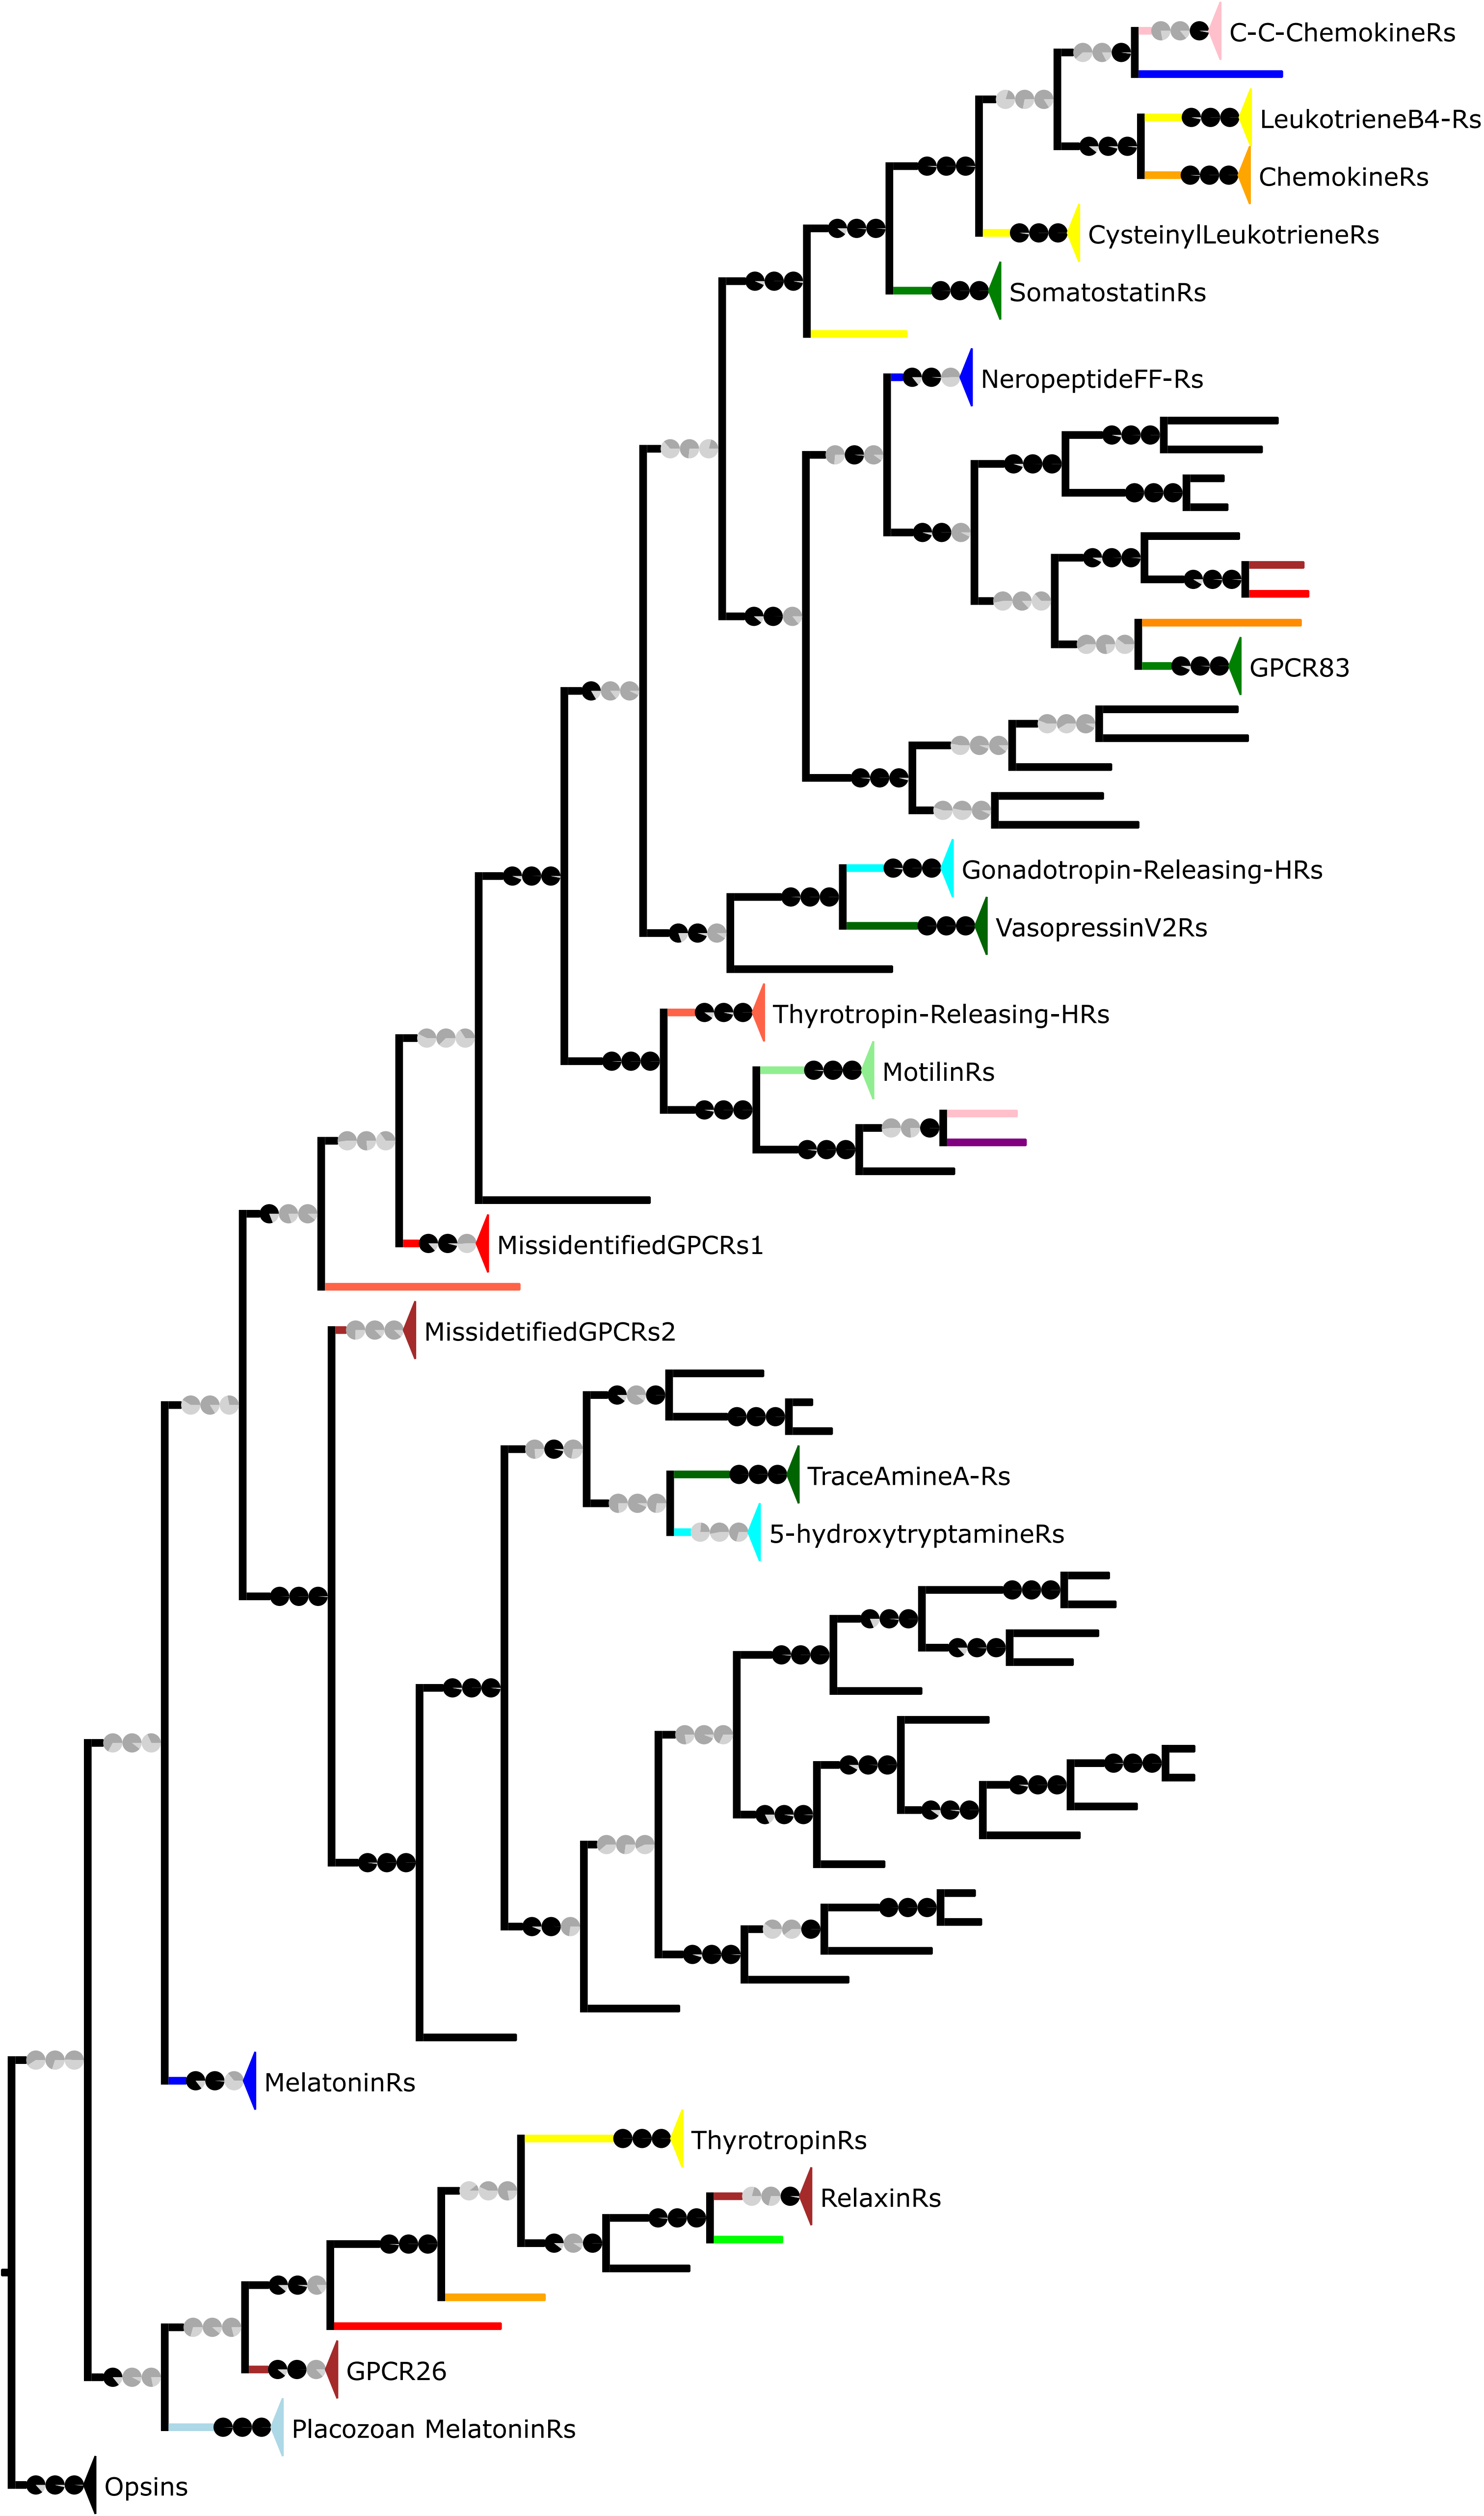 C-C-ChemokineRs
LeukotrieneB4-Rs
ChemokineRs
CysteinylLeukotrieneRs
SomatostatinRs
NeropeptideFF-Rs
GPCR83
Gonadotropin-Releasing-HRs
VasopressinV2Rs
Thyrotropin-Releasing-HRs
MotilinRs
MissidentifiedGPCRs1
MissidetifiedGPCRs2
TraceAmineA-Rs
5-hydroxytryptamineRs
MelatoninRs
ThyrotropinRs
RelaxinRs
GPCR26
Placozoan MelatoninRs
Opsins